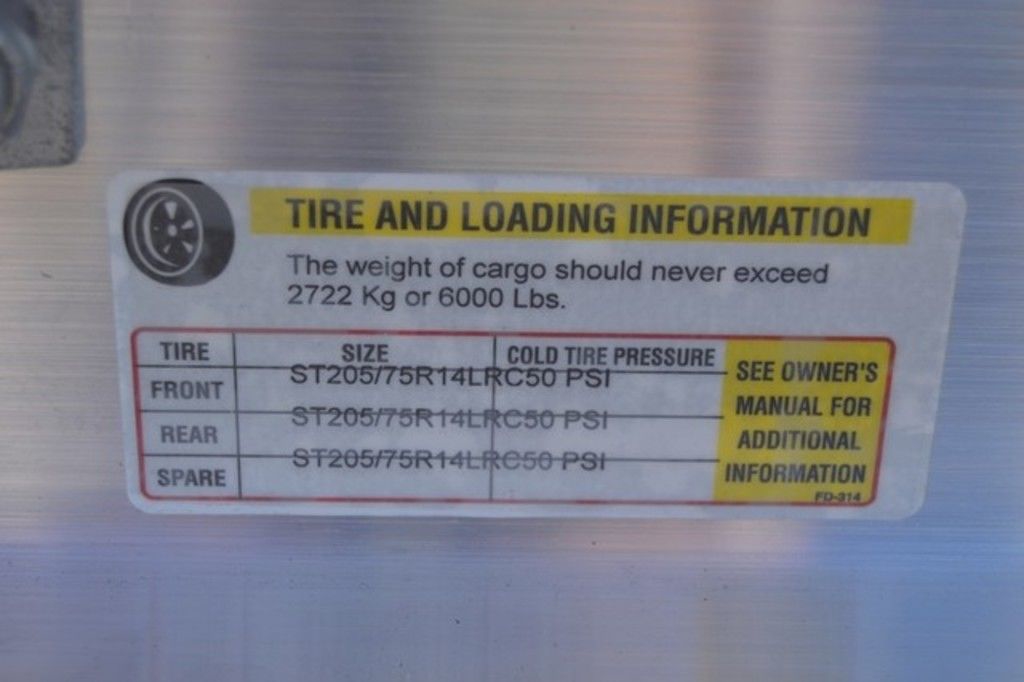 TIRE AND LOADING INFORMATION
The weight of cargo should never exceed
2722 Kg or 6000 Lbs.
TIRE SIZE COLD TIRE PRESSURE
FRONT ST205/75R14LRC50 PSI
REAR ST205/75R14LRC50 PSI
SPARE ST205/75R14LRC50 PSI
SEE OWNER'S
MANUAL FOR
ADDITIONAL
INFORMATION
FD-314